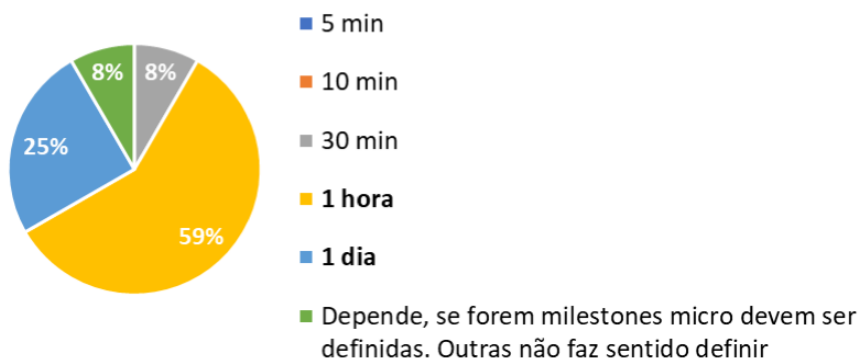 8%
8%
25%
59%
5 min
10 min
30 min
1 hora
1 dia
Depende, se forem milestones micro devem ser
definidas. Outras não faz sentido definir